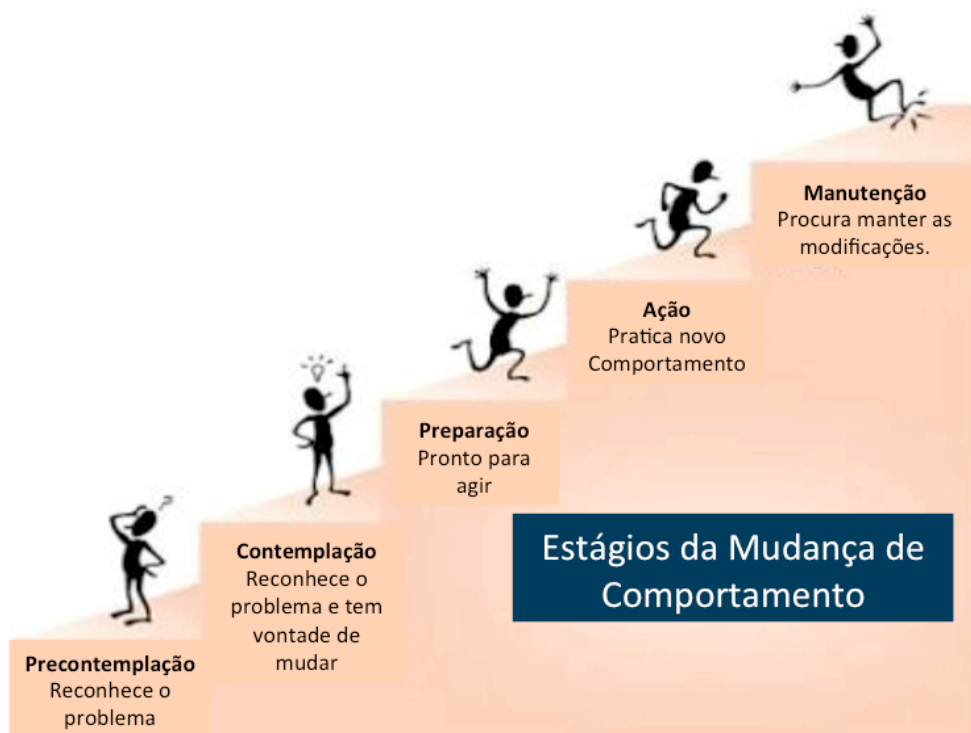 Manutenção
Procura manter as
modificações.
Ação
Pratica novo
Comportamento
Preparação
Pronto para
agir
Contemplação
Reconhece o
problema e tem
vontade de
mudar
Precontemplação
Reconhece o
problema
Estágios da Mudança de
Comportamento